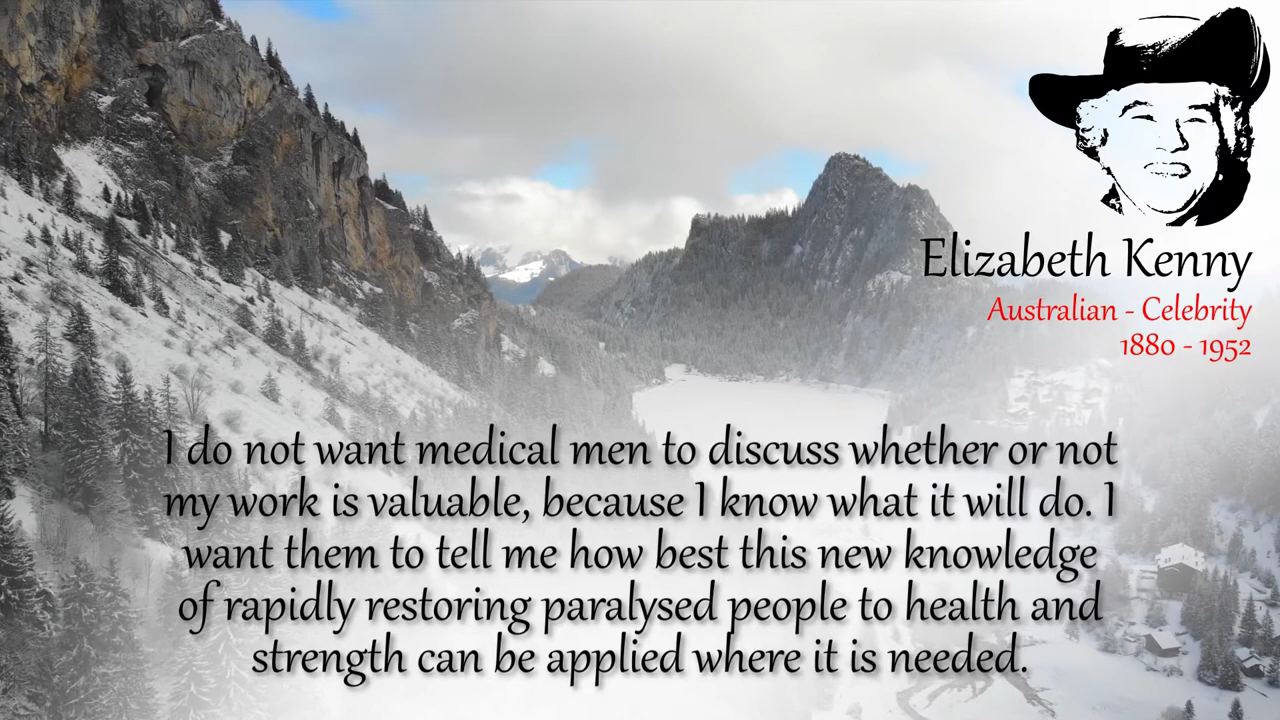 Elizabeth Kenny
Australian - Celebrity
1880 - 1952
I do not want medical men to discuss whether or not
my work is valuable, because I know what it will do. I
want them to tell me how best this new knowledge
of rapidly restoring paralysed people to health and
strength can be applied where it is needed.